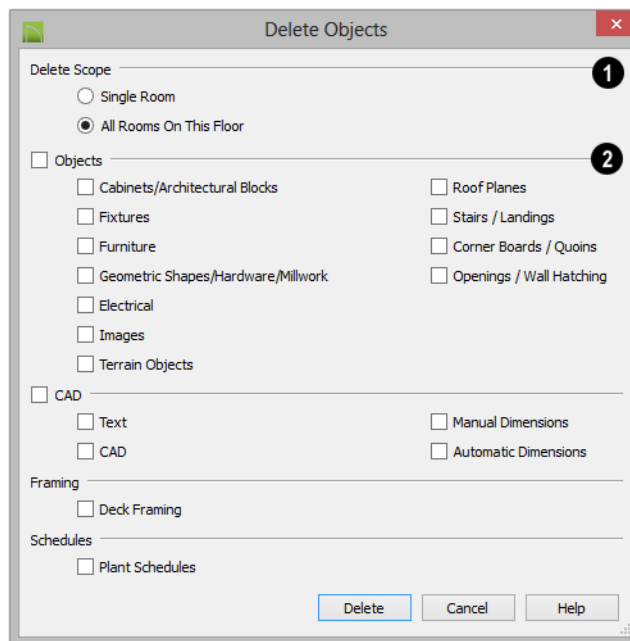 Delete Objects
Delete Scope
1
Single Room
All Rooms On This Floor
Objects
2
Cabinets/Architectural Blocks
Roof Planes
Fixtures
Stairs / Landings
Furniture
Corner Boards / Quoins
Geometric Shapes/Hardware/Millwork
Openings / Wall Hatching
Electrical
Images
Terrain Objects
CAD
Text
Manual Dimensions
CAD
Automatic Dimensions
Framing
Deck Framing
Schedules
Plant Schedules
Delete
Cancel
Help